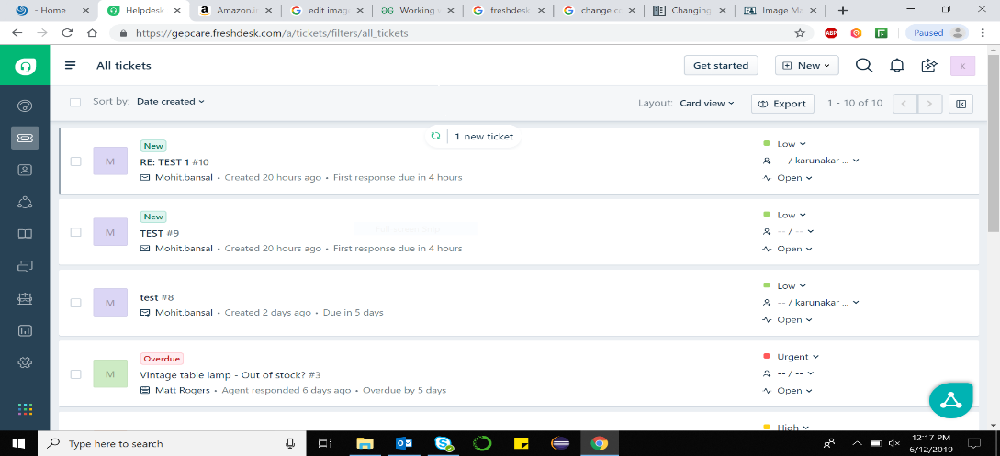 - Home
Helpdesk
Amazon.i
edit imag
Working
freshdesk
change c
Changing
Image Ma
https://gepcare.freshdesk.com/a/tickets/filters/all_tickets
ABP
Paused
All tickets
Get started
New
K
Sort by: Date created
Layout: Card view
Export
1 - 10 of 10
1 new ticket
M
New
RE: TEST 1 #10
Mohit.bansal • Created 20 hours ago • First response due in 4 hours
Low
-- / karunakar ...
Open
M
New
TEST #9
Mohit.bansal • Created 20 hours ago • First response due in 4 hours
Low
-- / --
Open
M
test #8
Mohit.bansal • Created 2 days ago • Due in 5 days
Low
-- / karunakar ...
Open
M
Overdue
Vintage table lamp - Out of stock? #3
Matt Rogers • Agent responded 6 days ago • Overdue by 5 days
Urgent
-- / --
Open
High
Type here to search
12:17 PM
6/12/2019